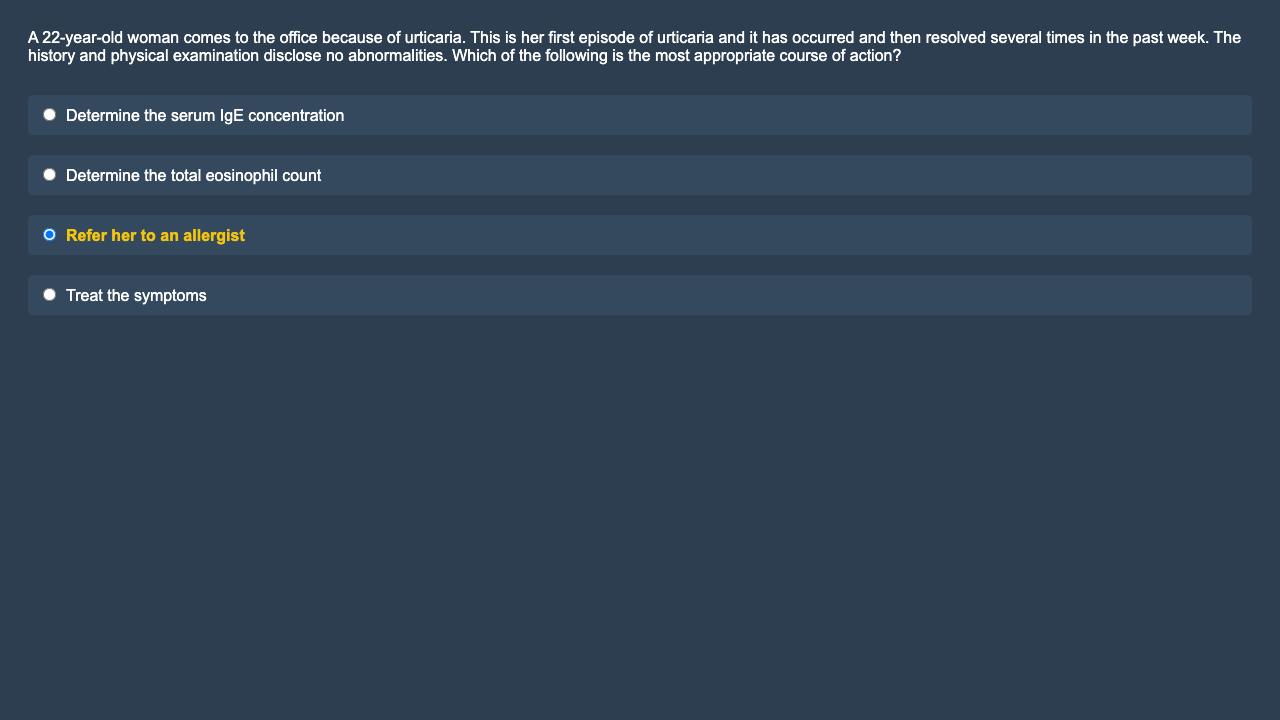 A 22-year-old woman comes to the office because of urticaria. This is her first episode of urticaria and it has occurred and then resolved several times in the past week. The
history and physical examination disclose no abnormalities. Which of the following is the most appropriate course of action?
Determine the serum IgE concentration
Determine the total eosinophil count
Refer her to an allergist
Treat the symptoms